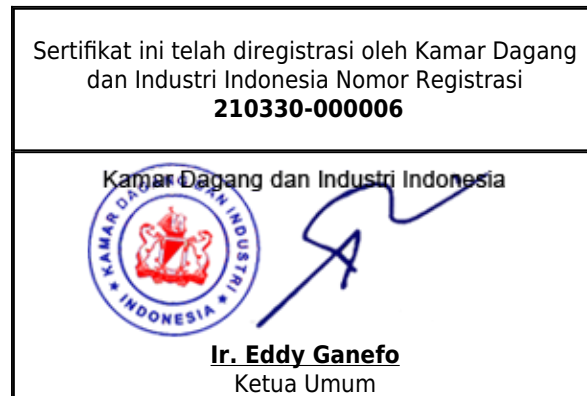 Sertifikat ini telah diregistrasi oleh Kamar Dagang
dan Industri Indonesia Nomor Registrasi
210330-000006
Kamar Dagang dan Industri Indonesia
KAMAR DAGANG DAN INDUSTRI
INDONESIA
Ir. Eddy Ganefo
Ketua Umum